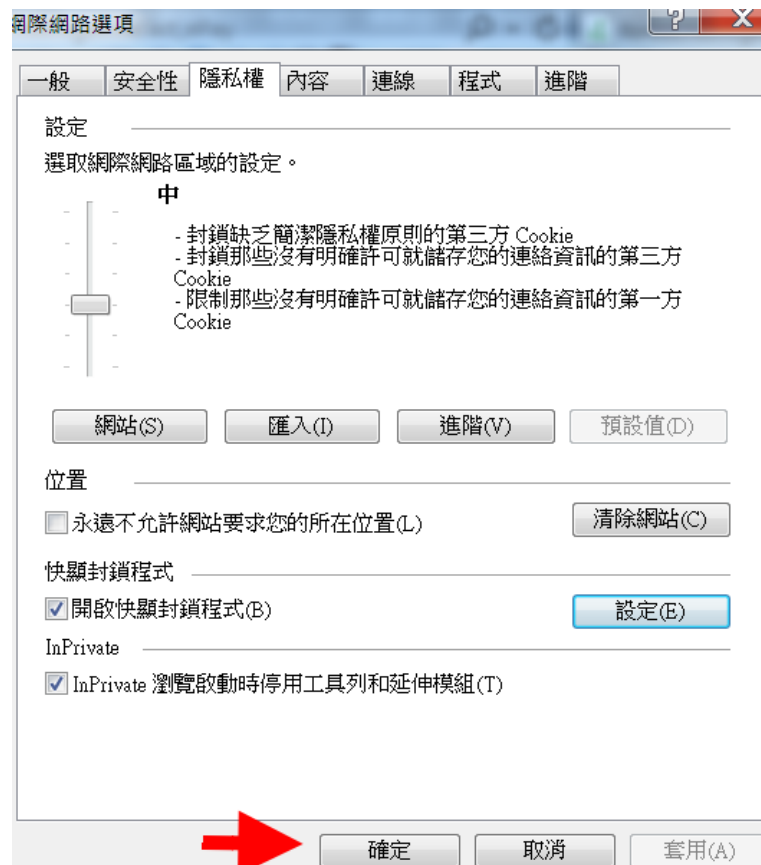 網際網路選項
一般 安全性 隱私權 內容 連線 程式 進階
設定
選取網際網路區域的設定。
中
- 封鎖缺乏簡潔隱私權原則的第三方 Cookie
- 封鎖那些沒有明確許可就儲存您的連絡資訊的第三方
Cookie
- 限制那些沒有明確許可就儲存您的連絡資訊的第一方
Cookie
網站(S) 匯入(I) 進階(V) 預設值(D)
位置
永遠不允許網站要求您的所在位置(L) 清除網站(C)
快顯封鎖程式
開啟快顯封鎖程式(B) 設定(E)
InPrivate
InPrivate 瀏覽啟動時停用工具列和延伸模組(T)
確定 取消 套用(A)